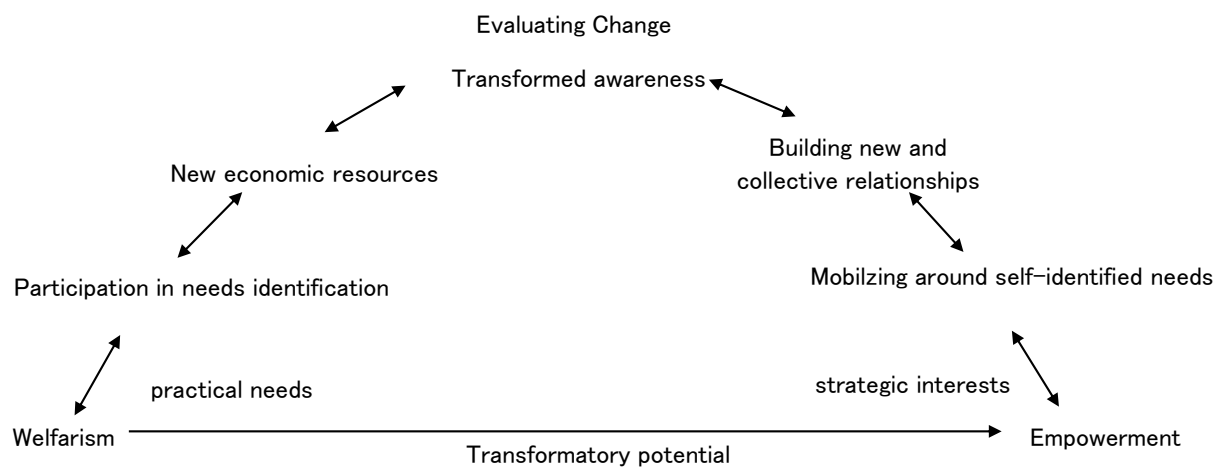 Evaluating Change
Transformed awareness
Building new and
collective relationships
New economic resources
Mobilzing around self-identified needs
Participation in needs identification
strategic interests
practical needs
Welfarism
Empowerment
Transformatory potential